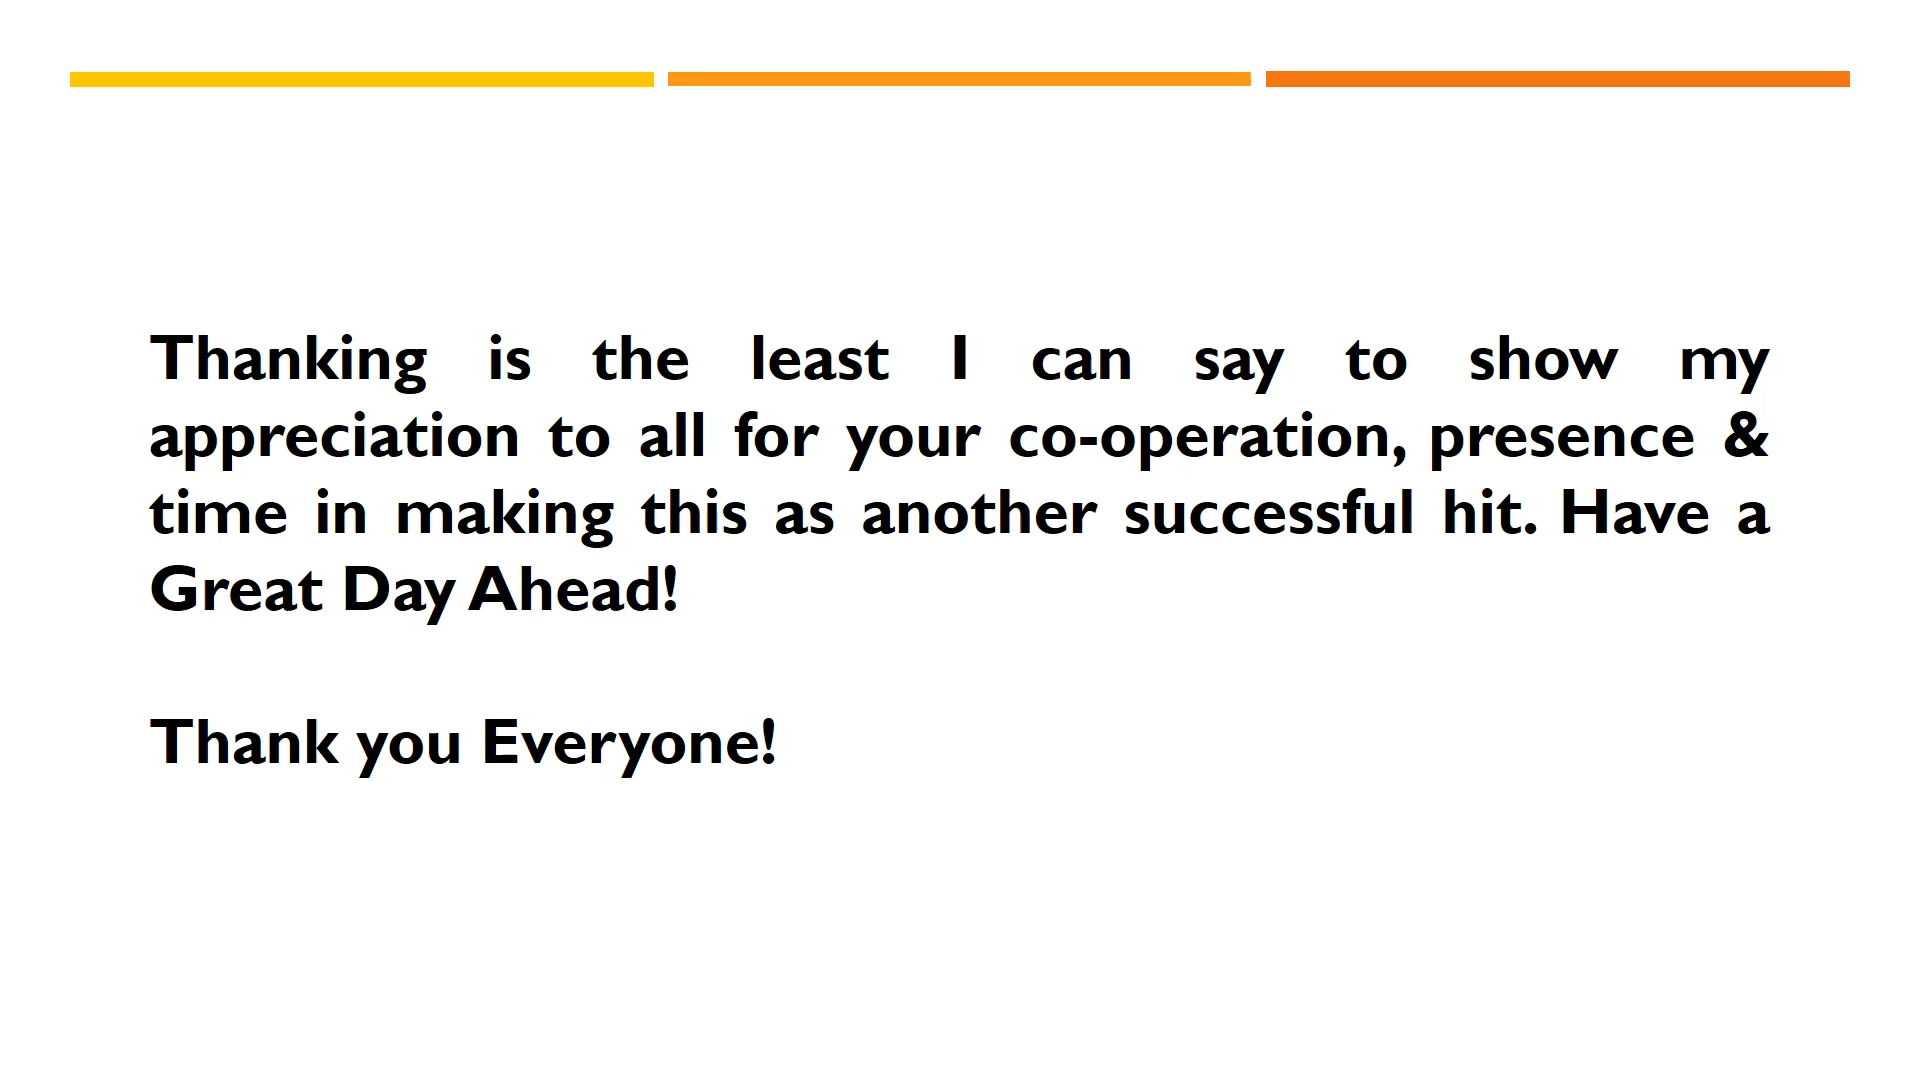 Thanking is the least I can say to show my
appreciation to all for your co-operation, presence &
time in making this as another successful hit. Have a
Great Day Ahead!
Thank you Everyone!